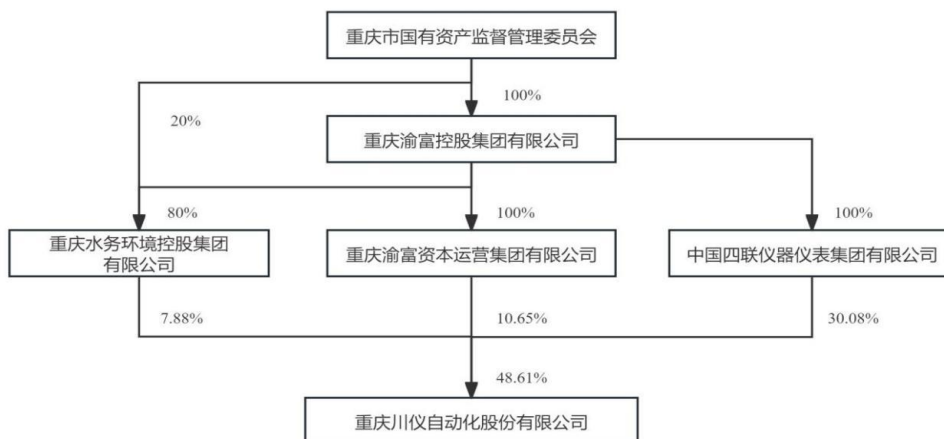 重庆市国有资产监督管理委员会
100%
20%
重庆渝富控股集团有限公司
80%
100%
100%
重庆水务环境控股集团
有限公司
重庆渝富资本运营集团有限公司
中国四联仪器仪表集团有限公司
7.88%
10.65%
30.08%
48.61%
重庆川仪自动化股份有限公司